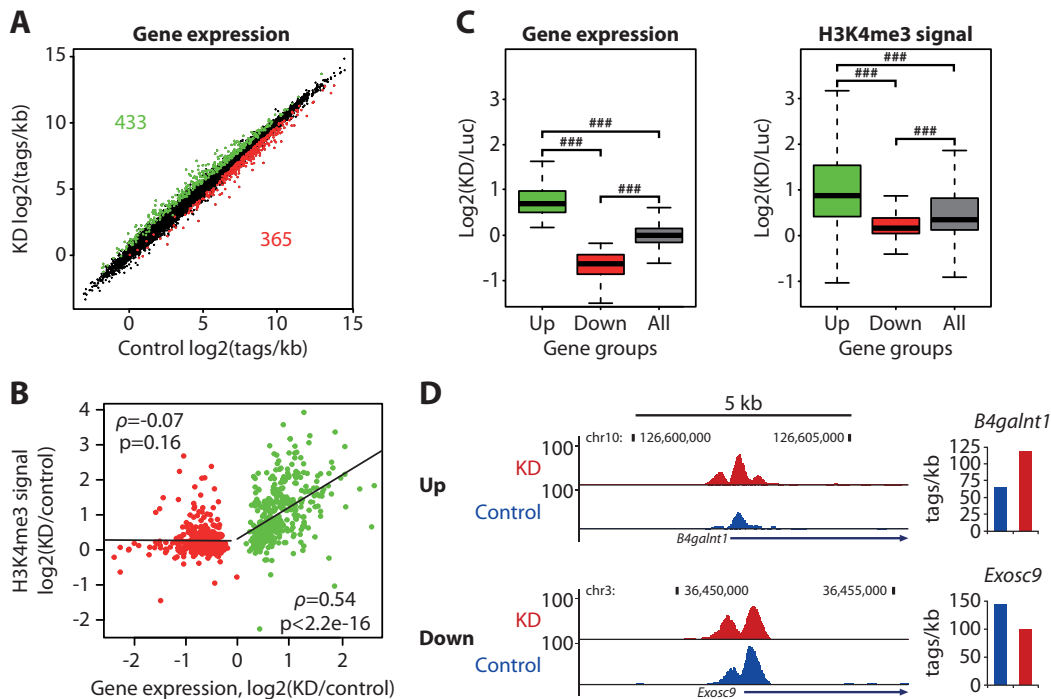 A
Gene expression
15
10
5
0
KD log2(tags/kb)
433
365
0
5
10
15
Control log2(tags/kb)
B
4
3
2
1
0
-1
-2
H3K4me3 signal
log2(KD/control)
ρ=-0.07
p=0.16
ρ=0.54
p<2.2e-16
-2
-1
0
1
2
Gene expression, log2(KD/control)
C
Gene expression
3
2
1
0
-1
Log2(KD/Luc)
###
###
###
Up
Down
All
Gene groups
H3K4me3 signal
3
2
1
0
-1
Log2(KD/Luc)
###
###
###
Up
Down
All
Gene groups
D
5 kb
chr10:
126,600,000
126,605,000
Up
100
KD
100
Control
B4galnt1
B4galnt1
125
100
75
50
25
0
tags/kb
chr3:
36,450,000
36,455,000
Down
100
KD
100
Control
Exosc9
Exosc9
150
100
50
0
tags/kb